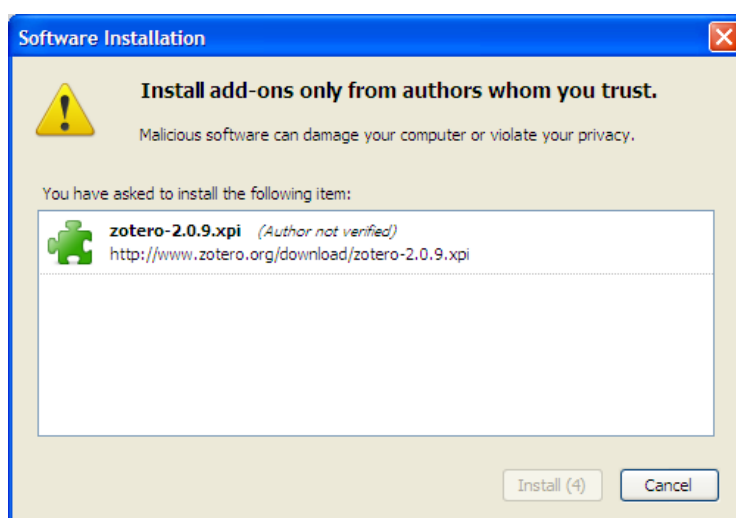 Software Installation
Install add-ons only from authors whom you trust.
Malicious software can damage your computer or violate your privacy.
You have asked to install the following item:
zotero-2.0.9.xpi (Author not verified)
http://www.zotero.org/download/zotero-2.0.9.xpi
Install (4) Cancel